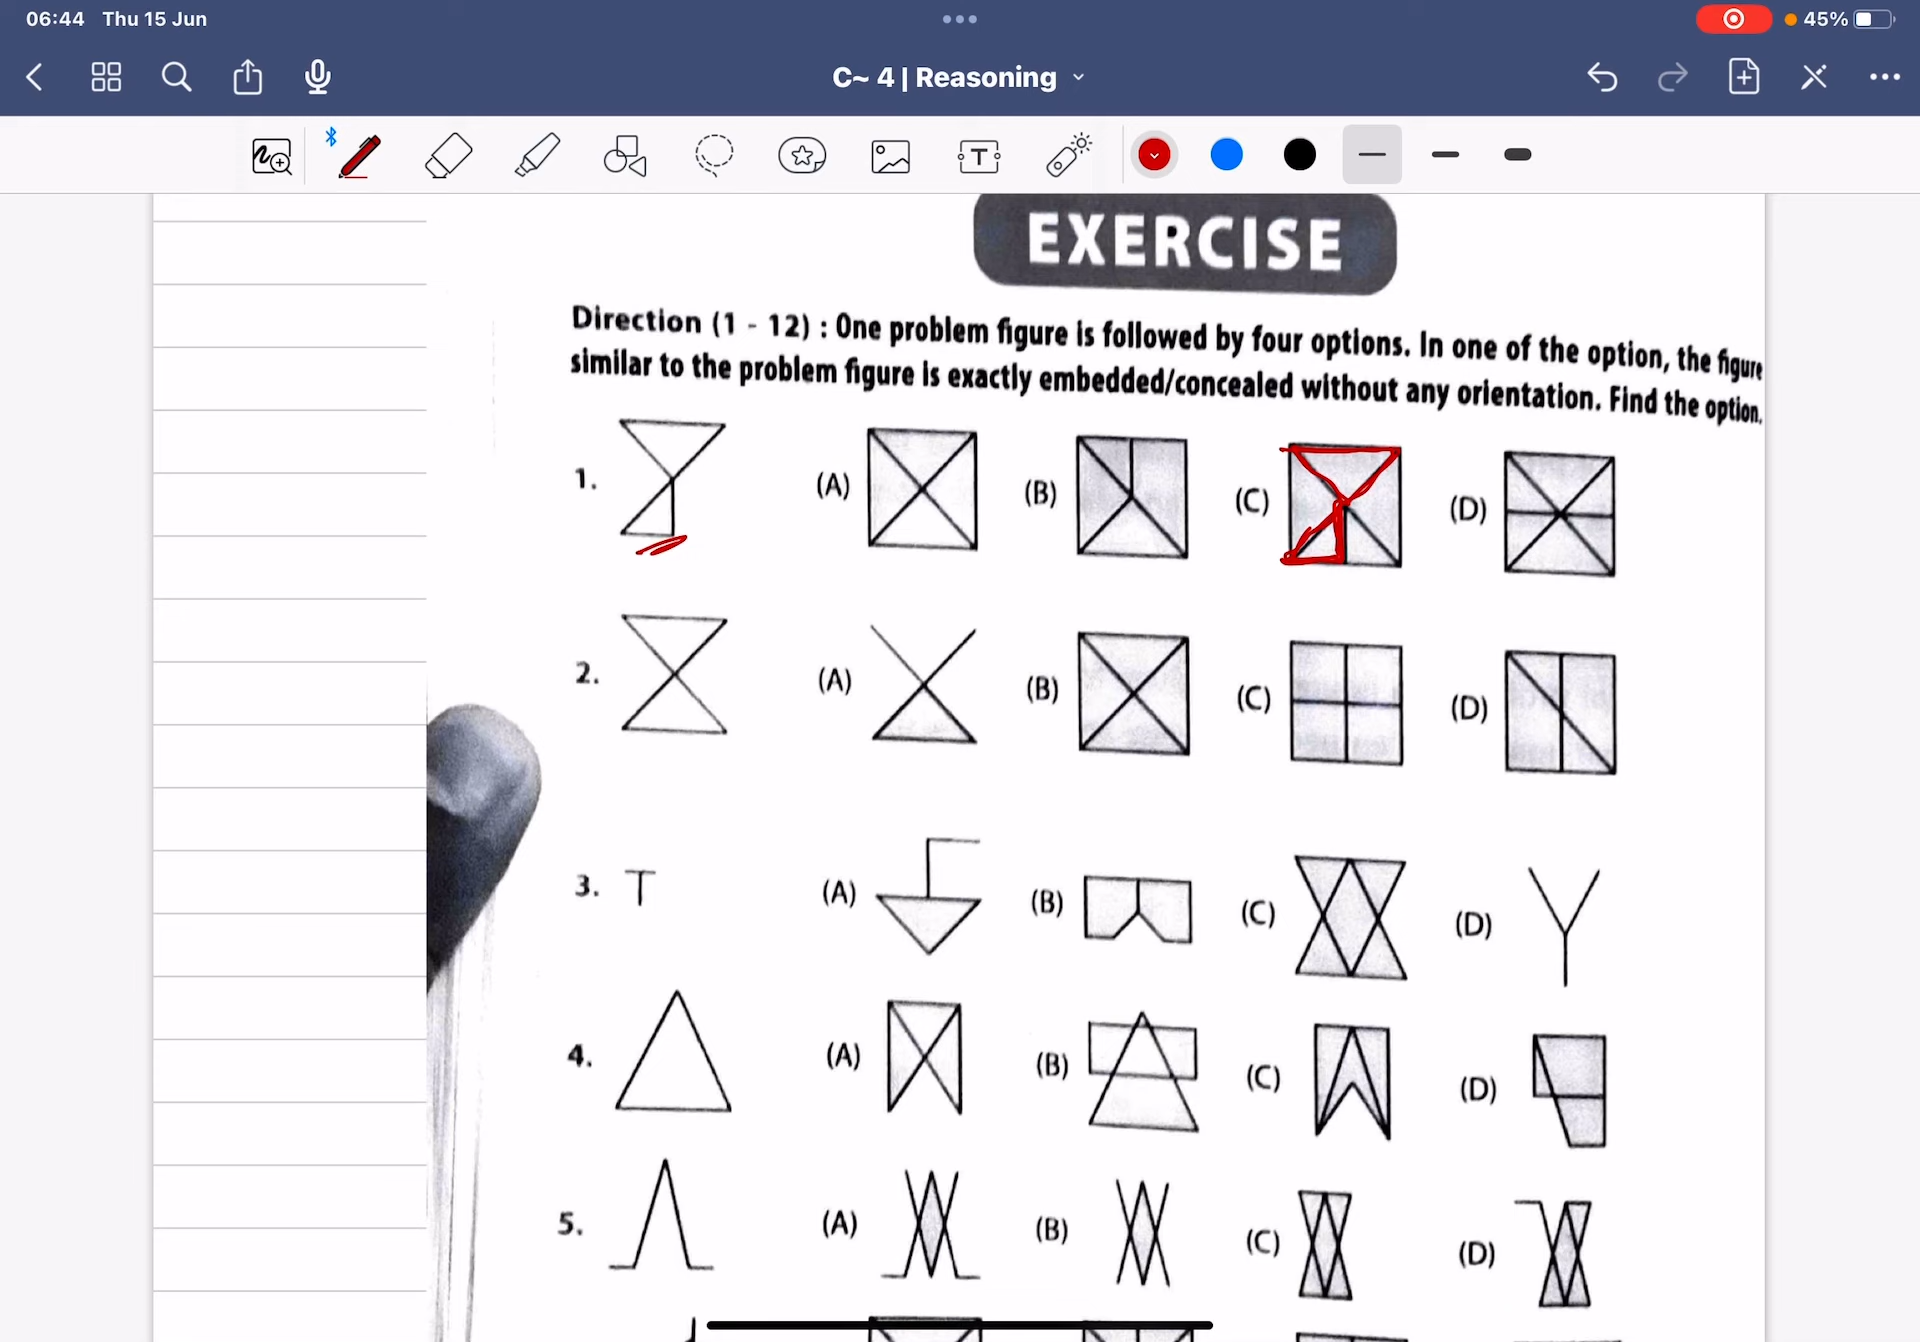 06:44 Thu 15 Jun
45%
C~ 4 | Reasoning
T
EXERCISE
Direction (1 - 12) : One problem figure is followed by four options. In one of the option, the figure
similar to the problem figure is exactly embedded/concealed without any orientation. Find the option.
1. (A) (B) (C) (D)
2. (A) (B) (C) (D)
3. T (A) (B) (C) (D)
4. (A) (B) (C) (D)
5. (A) (B) (C) (D)